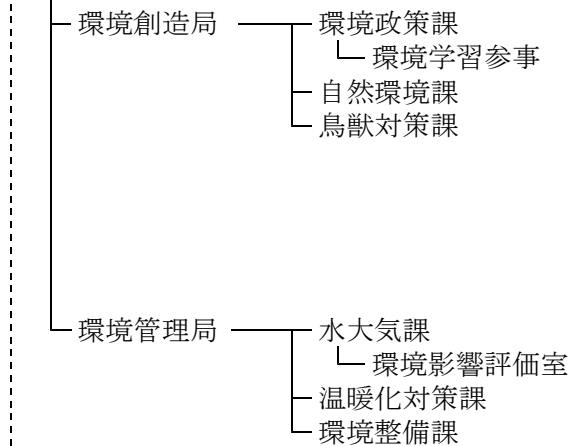 環境創造局 環境政策課
環境学習参事
自然環境課
鳥獣対策課
環境管理局 水大気課
環境影響評価室
温暖化対策課
環境整備課